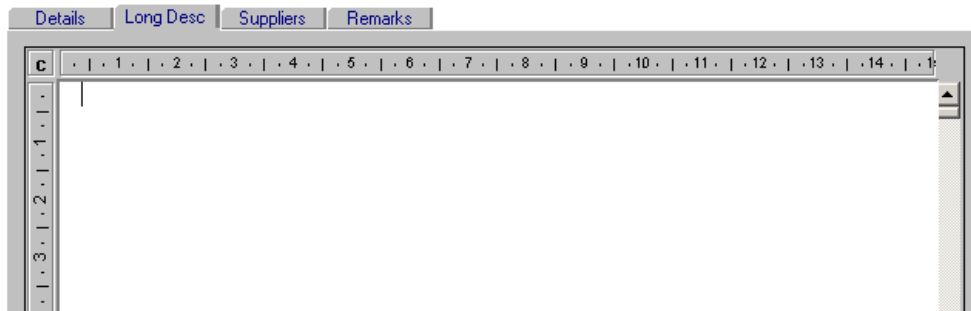 Details Long Desc Suppliers Remarks
C · | · 1 · | · 2 · | · 3 · | · 4 · | · 5 · | · 6 · | · 7 · | · 8 · | · 9 · | · 10 · | · 11 · | · 12 · | · 13 · | · 14 · | · 1
1
2
3